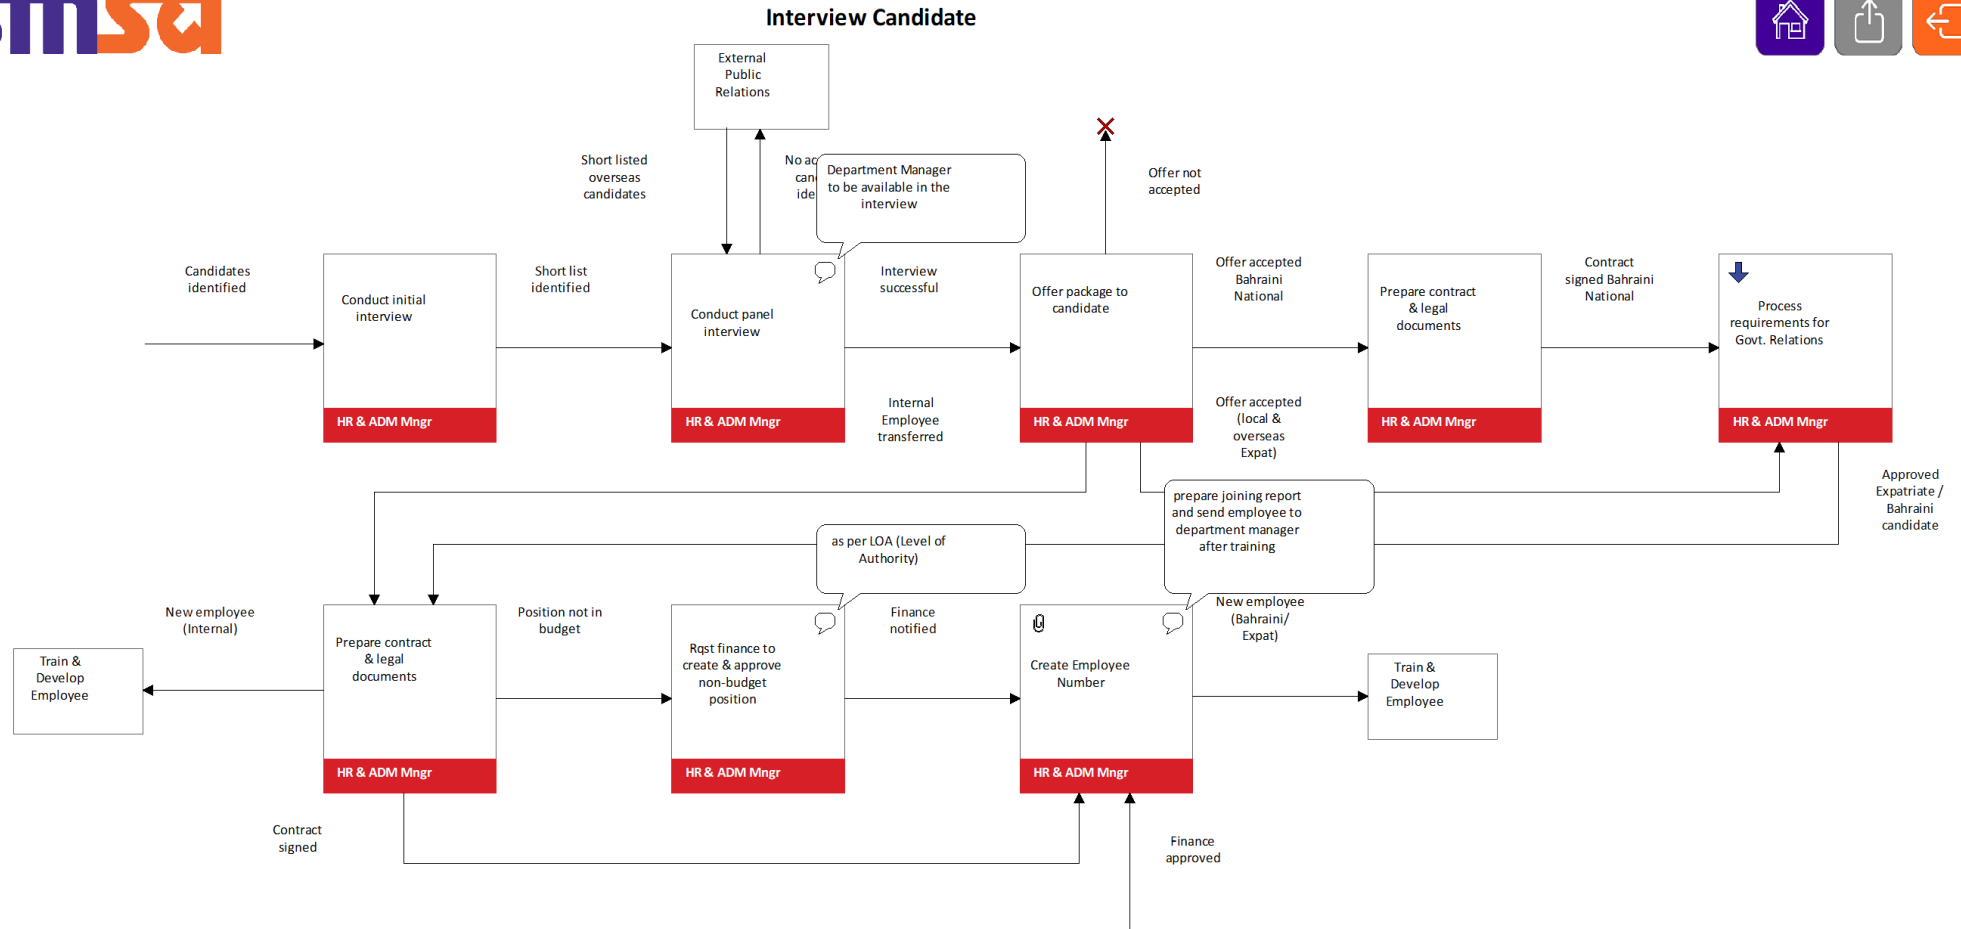 smsa
Interview Candidate
External
Public
Relations
Short listed
overseas
candidates
No
Department Manager
to be available in the
interview
Offer not
accepted
Candidates
identified
Conduct initial
interview
HR & ADM Mngr
Short list
identified
Conduct panel
interview
HR & ADM Mngr
Interview
successful
Internal
Employee
transferred
Offer package to
candidate
HR & ADM Mngr
Offer accepted
Bahraini
National
Offer accepted
(local &
overseas
Expat)
Prepare contract
& legal
documents
HR & ADM Mngr
Contract
signed Bahraini
National
Process
requirements for
Govt. Relations
HR & ADM Mngr
Approved
Expatriate /
Bahraini
candidate
as per LOA (Level of
Authority)
prepare joining report
and send employee to
department manager
after training
Train &
Develop
Employee
New employee
(Internal)
Prepare contract
& legal
documents
HR & ADM Mngr
Position not in
budget
Rqst finance to
create & approve
non-budget
position
HR & ADM Mngr
Finance
notified
Create Employee
Number
HR & ADM Mngr
New employee
(Bahraini/
Expat)
Train &
Develop
Employee
Contract
signed
Finance
approved